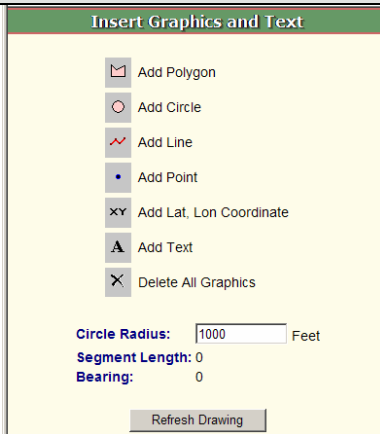 Insert Graphics and Text
Add Polygon
Add Circle
Add Line
Add Point
XY Add Lat, Lon Coordinate
A Add Text
Delete All Graphics
Circle Radius: 1000 Feet
Segment Length: 0
Bearing: 0
Refresh Drawing